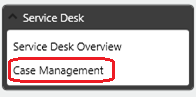 Service Desk
Service Desk Overview
Case Management